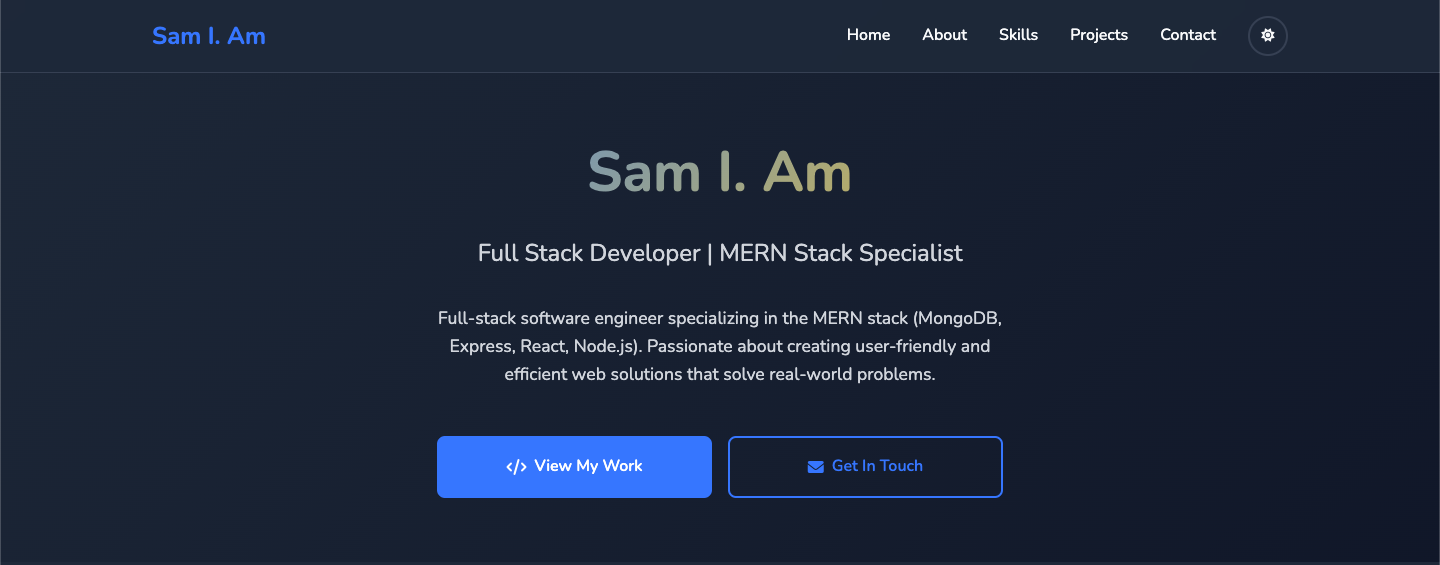 Sam I. Am
Home
About
Skills
Projects
Contact
Sam I. Am
Full Stack Developer | MERN Stack Specialist
Full-stack software engineer specializing in the MERN stack (MongoDB,
Express, React, Node.js). Passionate about creating user-friendly and
efficient web solutions that solve real-world problems.
View My Work
Get In Touch